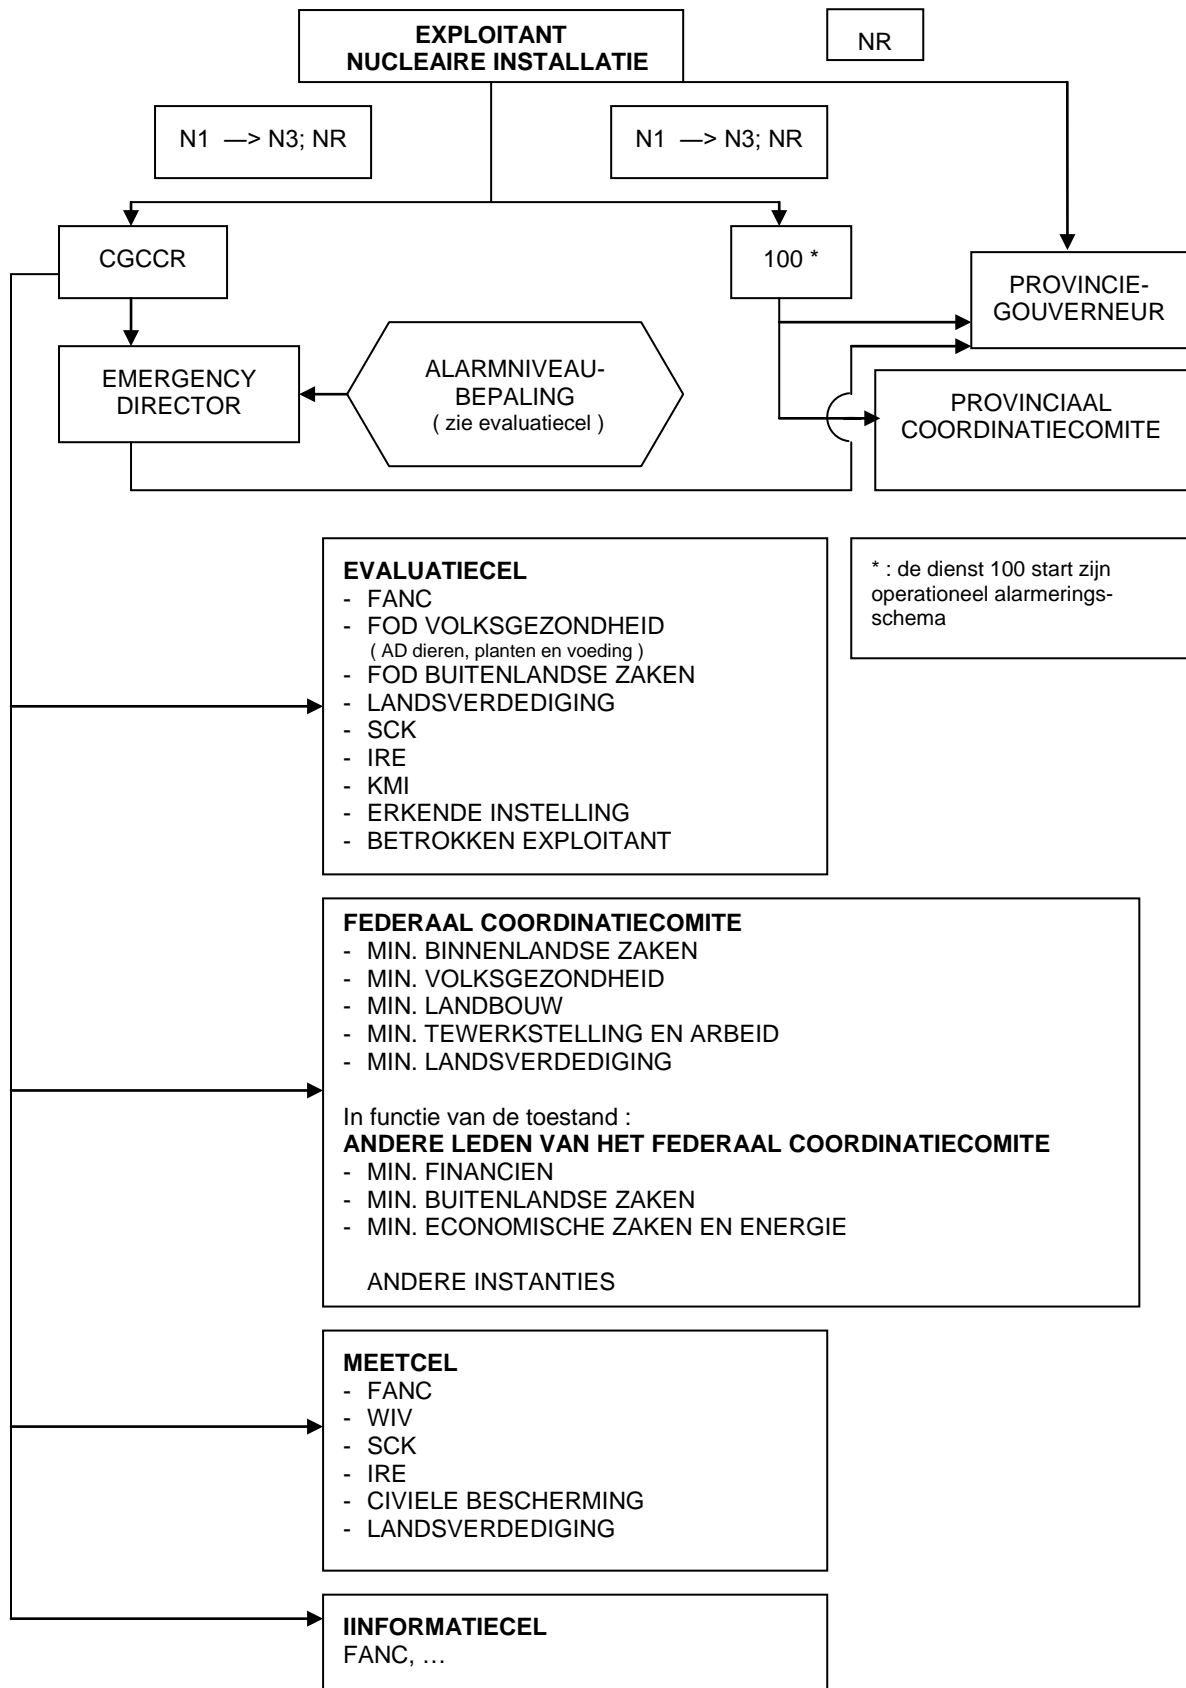 EXPLOITANT
NUCLEAIRE INSTALLATIE
NR
N1 —> N3; NR
N1 —> N3; NR
CGCCR
100 *
PROVINCIE-
GOUVERNEUR
EMERGENCY
DIRECTOR
ALARMNIVEAU-
BEPALING
( zie evaluatiecel )
PROVINCIAAL
COORDINATIECOMITE
EVALUATIECEL
- FANC
- FOD VOLKSGEZONDHEID
( AD dieren, planten en voeding )
- FOD BUITENLANDSE ZAKEN
- LANDSVERDEDIGING
- SCK
- IRE
- KMI
- ERKENDE INSTELLING
- BETROKKEN EXPLOITANT
* : de dienst 100 start zijn
operationeel alarmerings-
schema
FEDERAAL COORDINATIECOMITE
- MIN. BINNENLANDSE ZAKEN
- MIN. VOLKSGEZONDHEID
- MIN. LANDBOUW
- MIN. TEWERKSTELLING EN ARBEID
- MIN. LANDSVERDEDIGING
In functie van de toestand :
ANDERE LEDEN VAN HET FEDERAAL COORDINATIECOMITE
- MIN. FINANCIEN
- MIN. BUITENLANDSE ZAKEN
- MIN. ECONOMISCHE ZAKEN EN ENERGIE
ANDERE INSTANTIES
MEETCEL
- FANC
- WIV
- SCK
- IRE
- CIVIELE BESCHERMING
- LANDSVERDEDIGING
IINFORMATIECEL
FANC, …